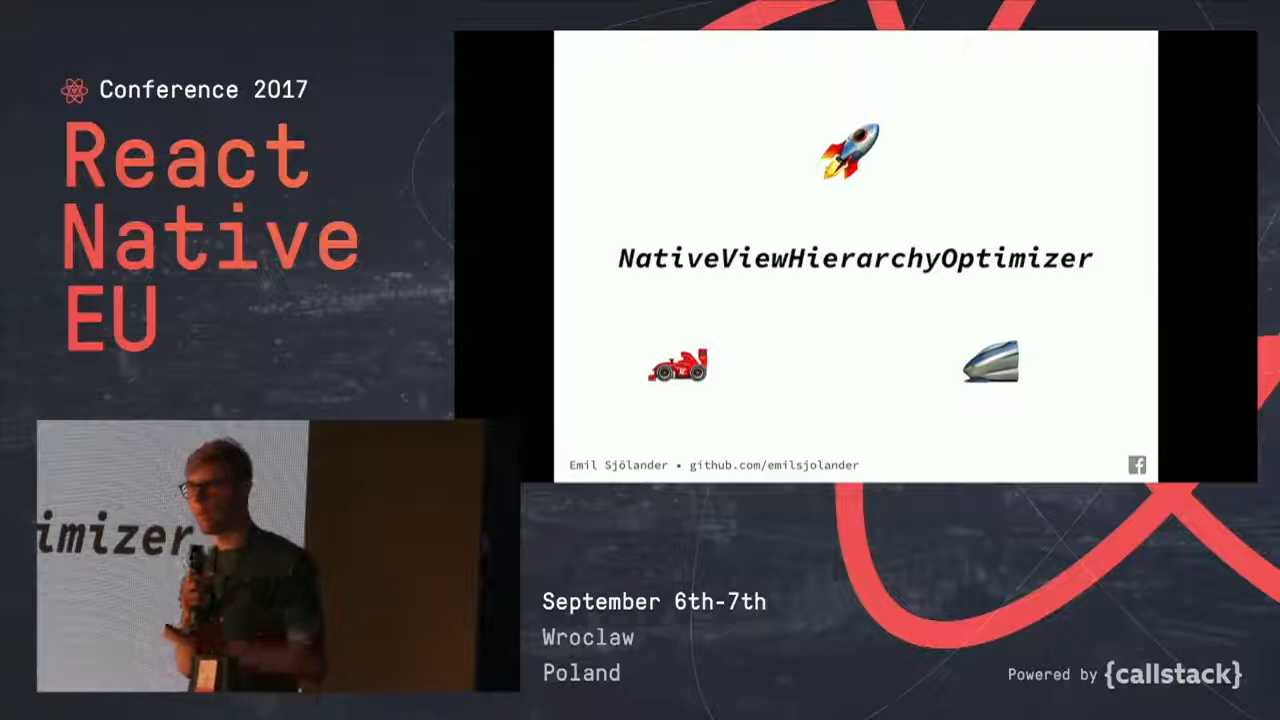 Conference 2017
React
Native
EU
NativeViewHierarchyOptimizer
Emil Sjölander • github.com/emilsjolander
imizer
September 6th-7th
Wroclaw
Poland
Powered by {callstack}